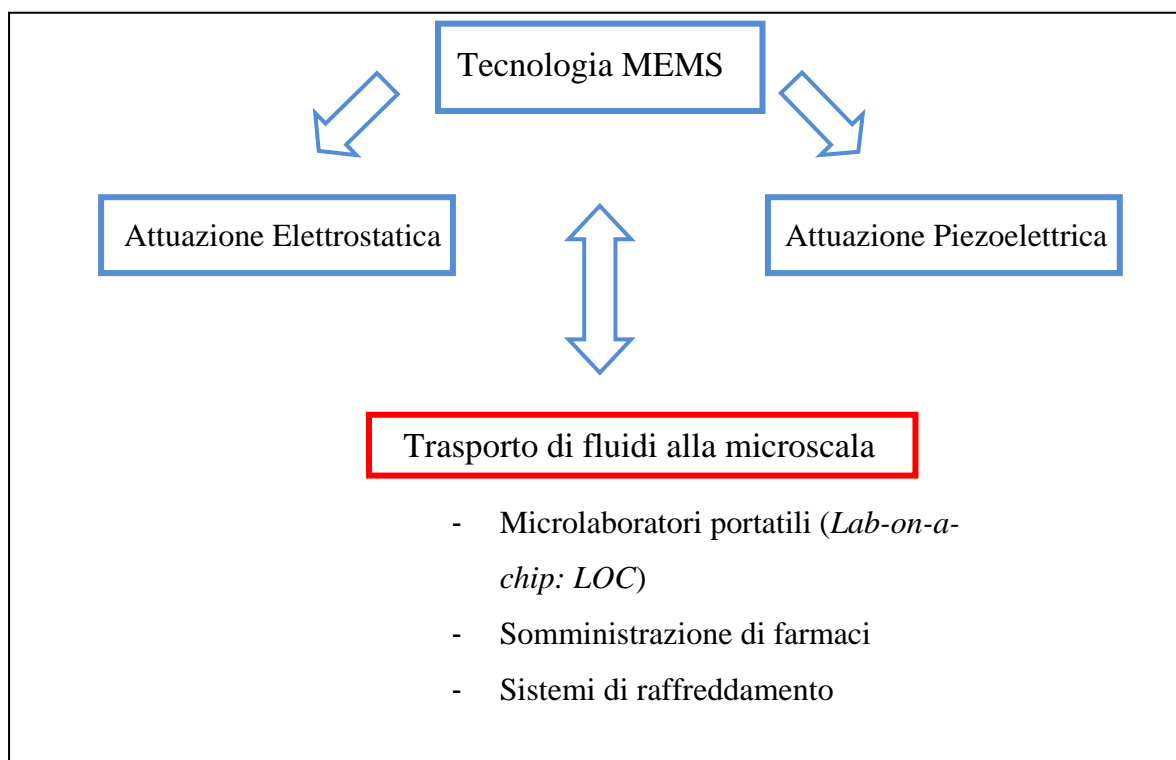 Tecnologia MEMS
Attuazione Elettrostatica
Attuazione Piezoelettrica
Trasporto di fluidi alla microscala
- Microlaboratori portatili (Lab-on-a-
chip: LOC)
- Somministrazione di farmaci
- Sistemi di raffreddamento